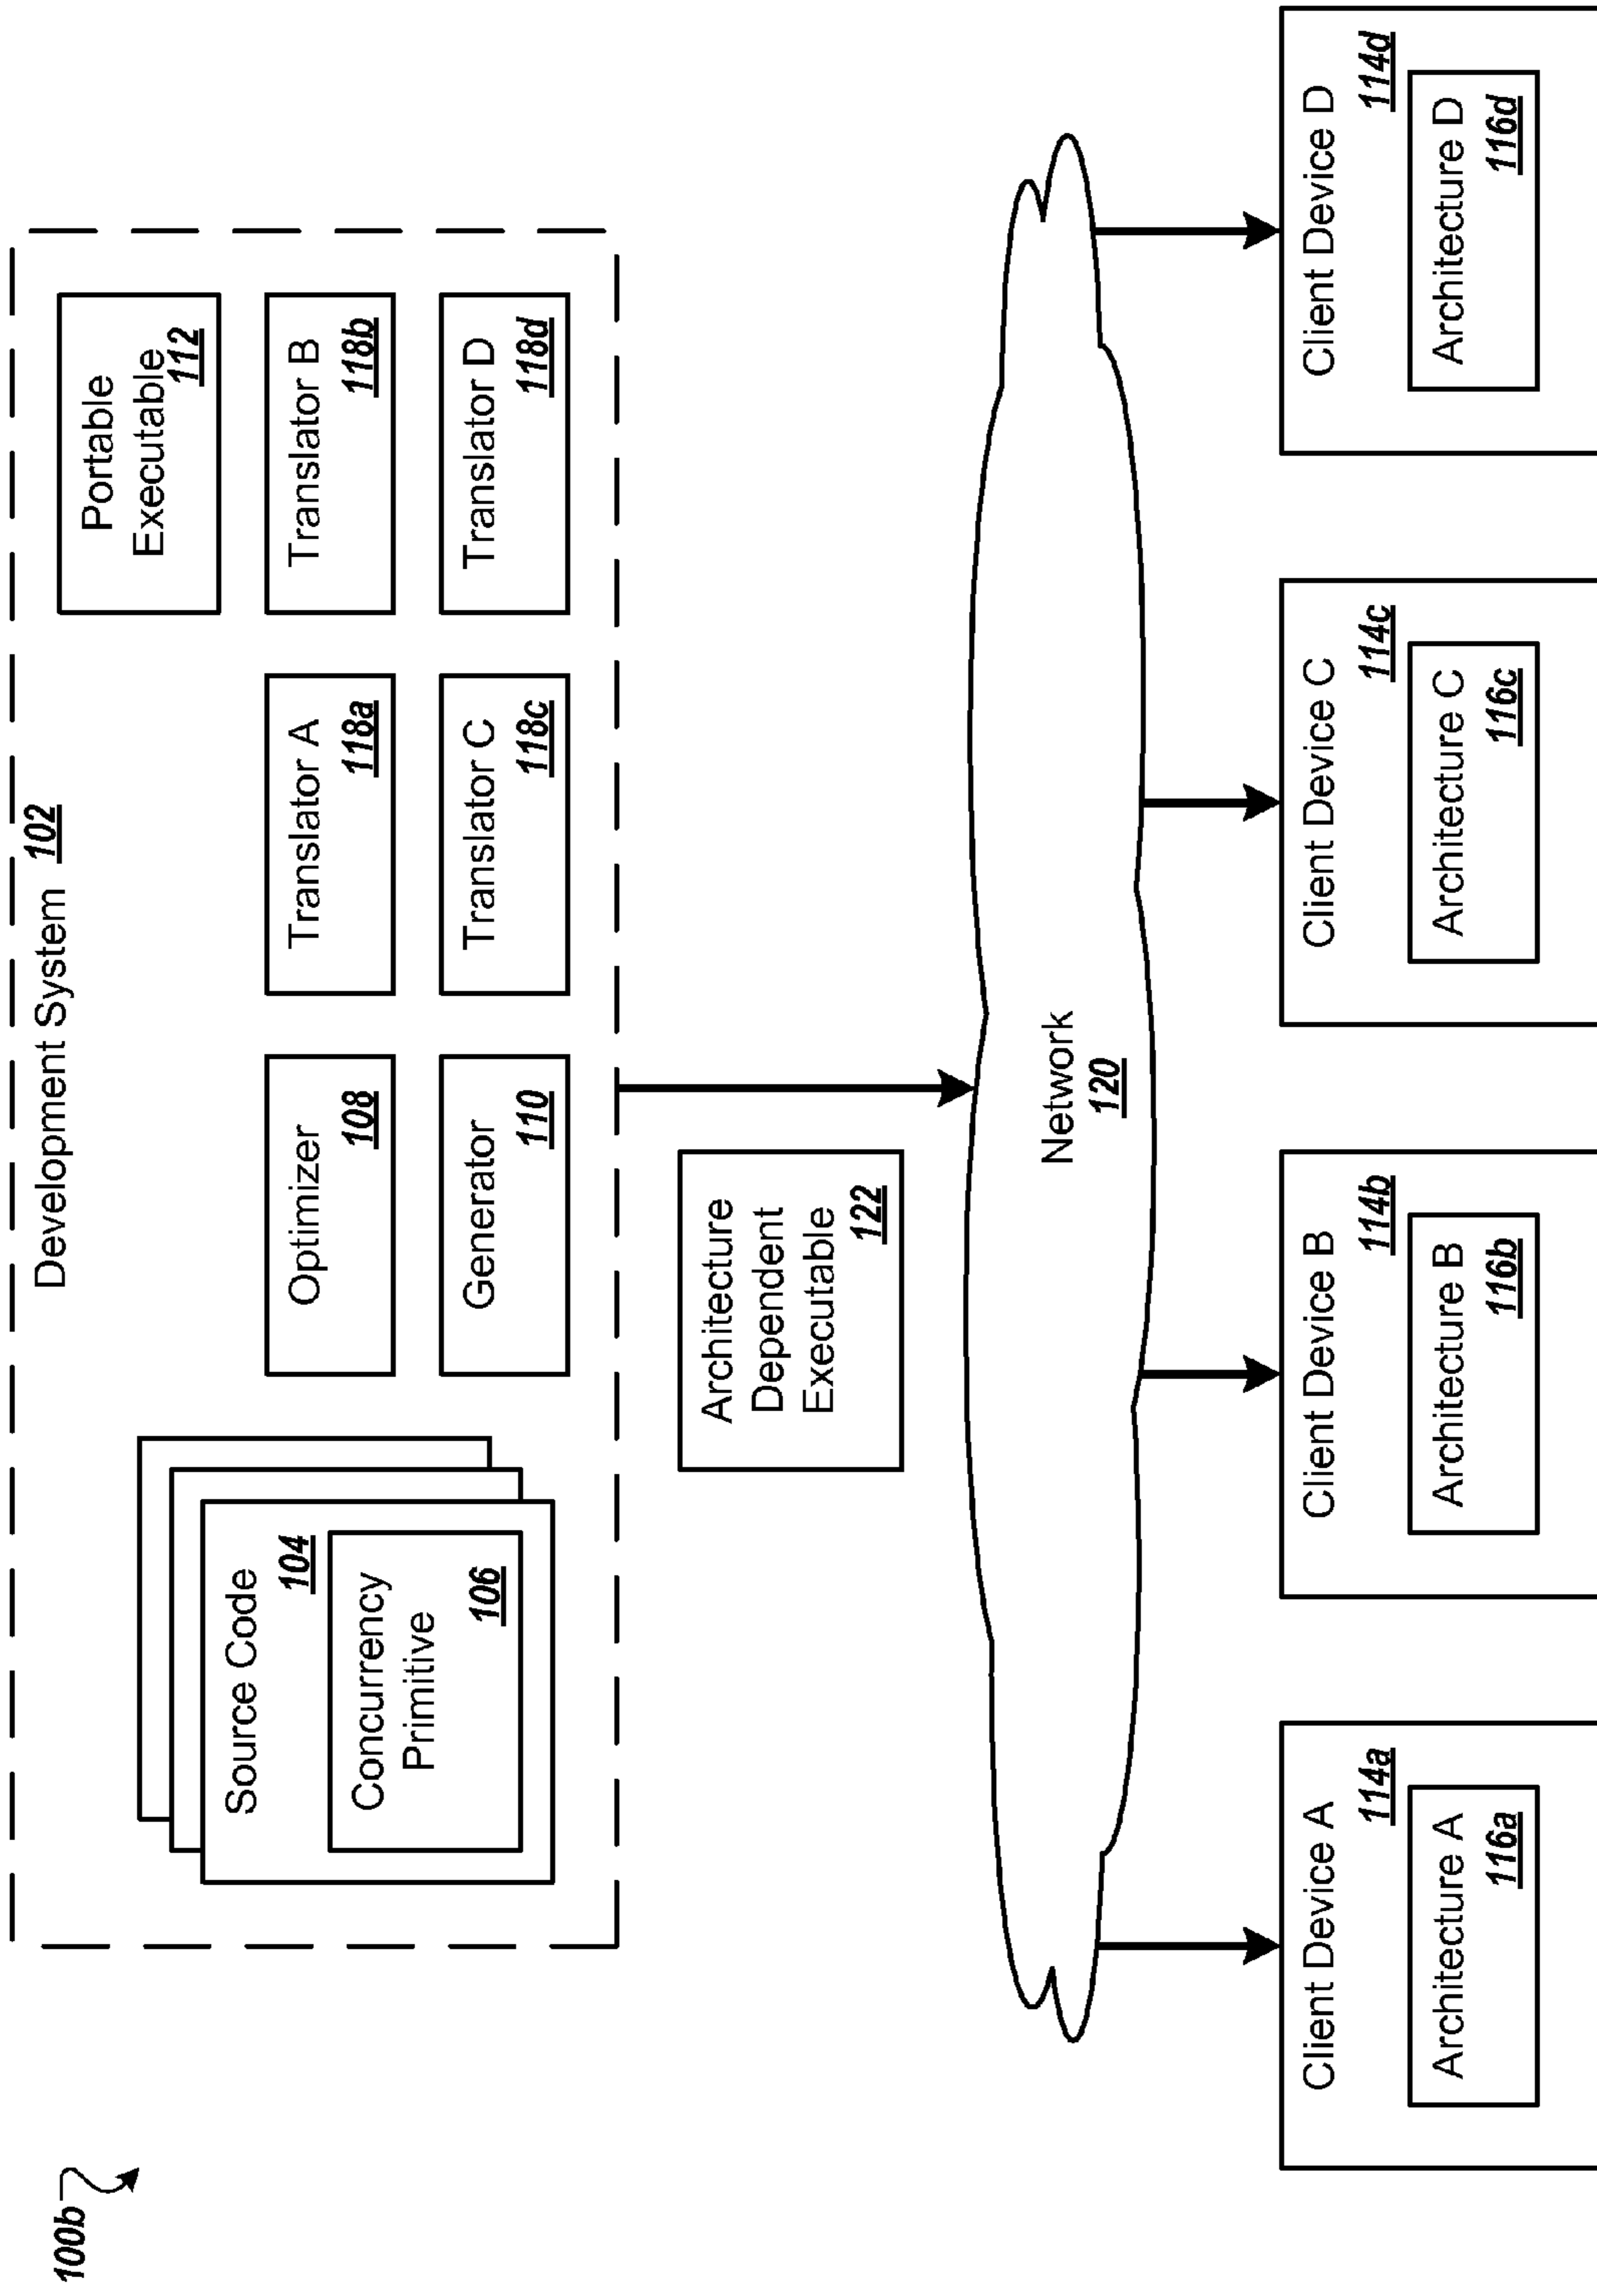 100b
Development System 102
Source Code
104
Concurrency
Primitive
106
Optimizer
108
Generator
110
Translator A
118a
Translator C
118c
Portable
Executable
112
Translator B
118b
Translator D
118d
Architecture
Dependent
Executable
122
Network
120
Client Device A
114a
Architecture A
116a
Client Device B
114b
Architecture B
116b
Client Device C
114c
Architecture C
116c
Client Device D
114d
Architecture D
116d